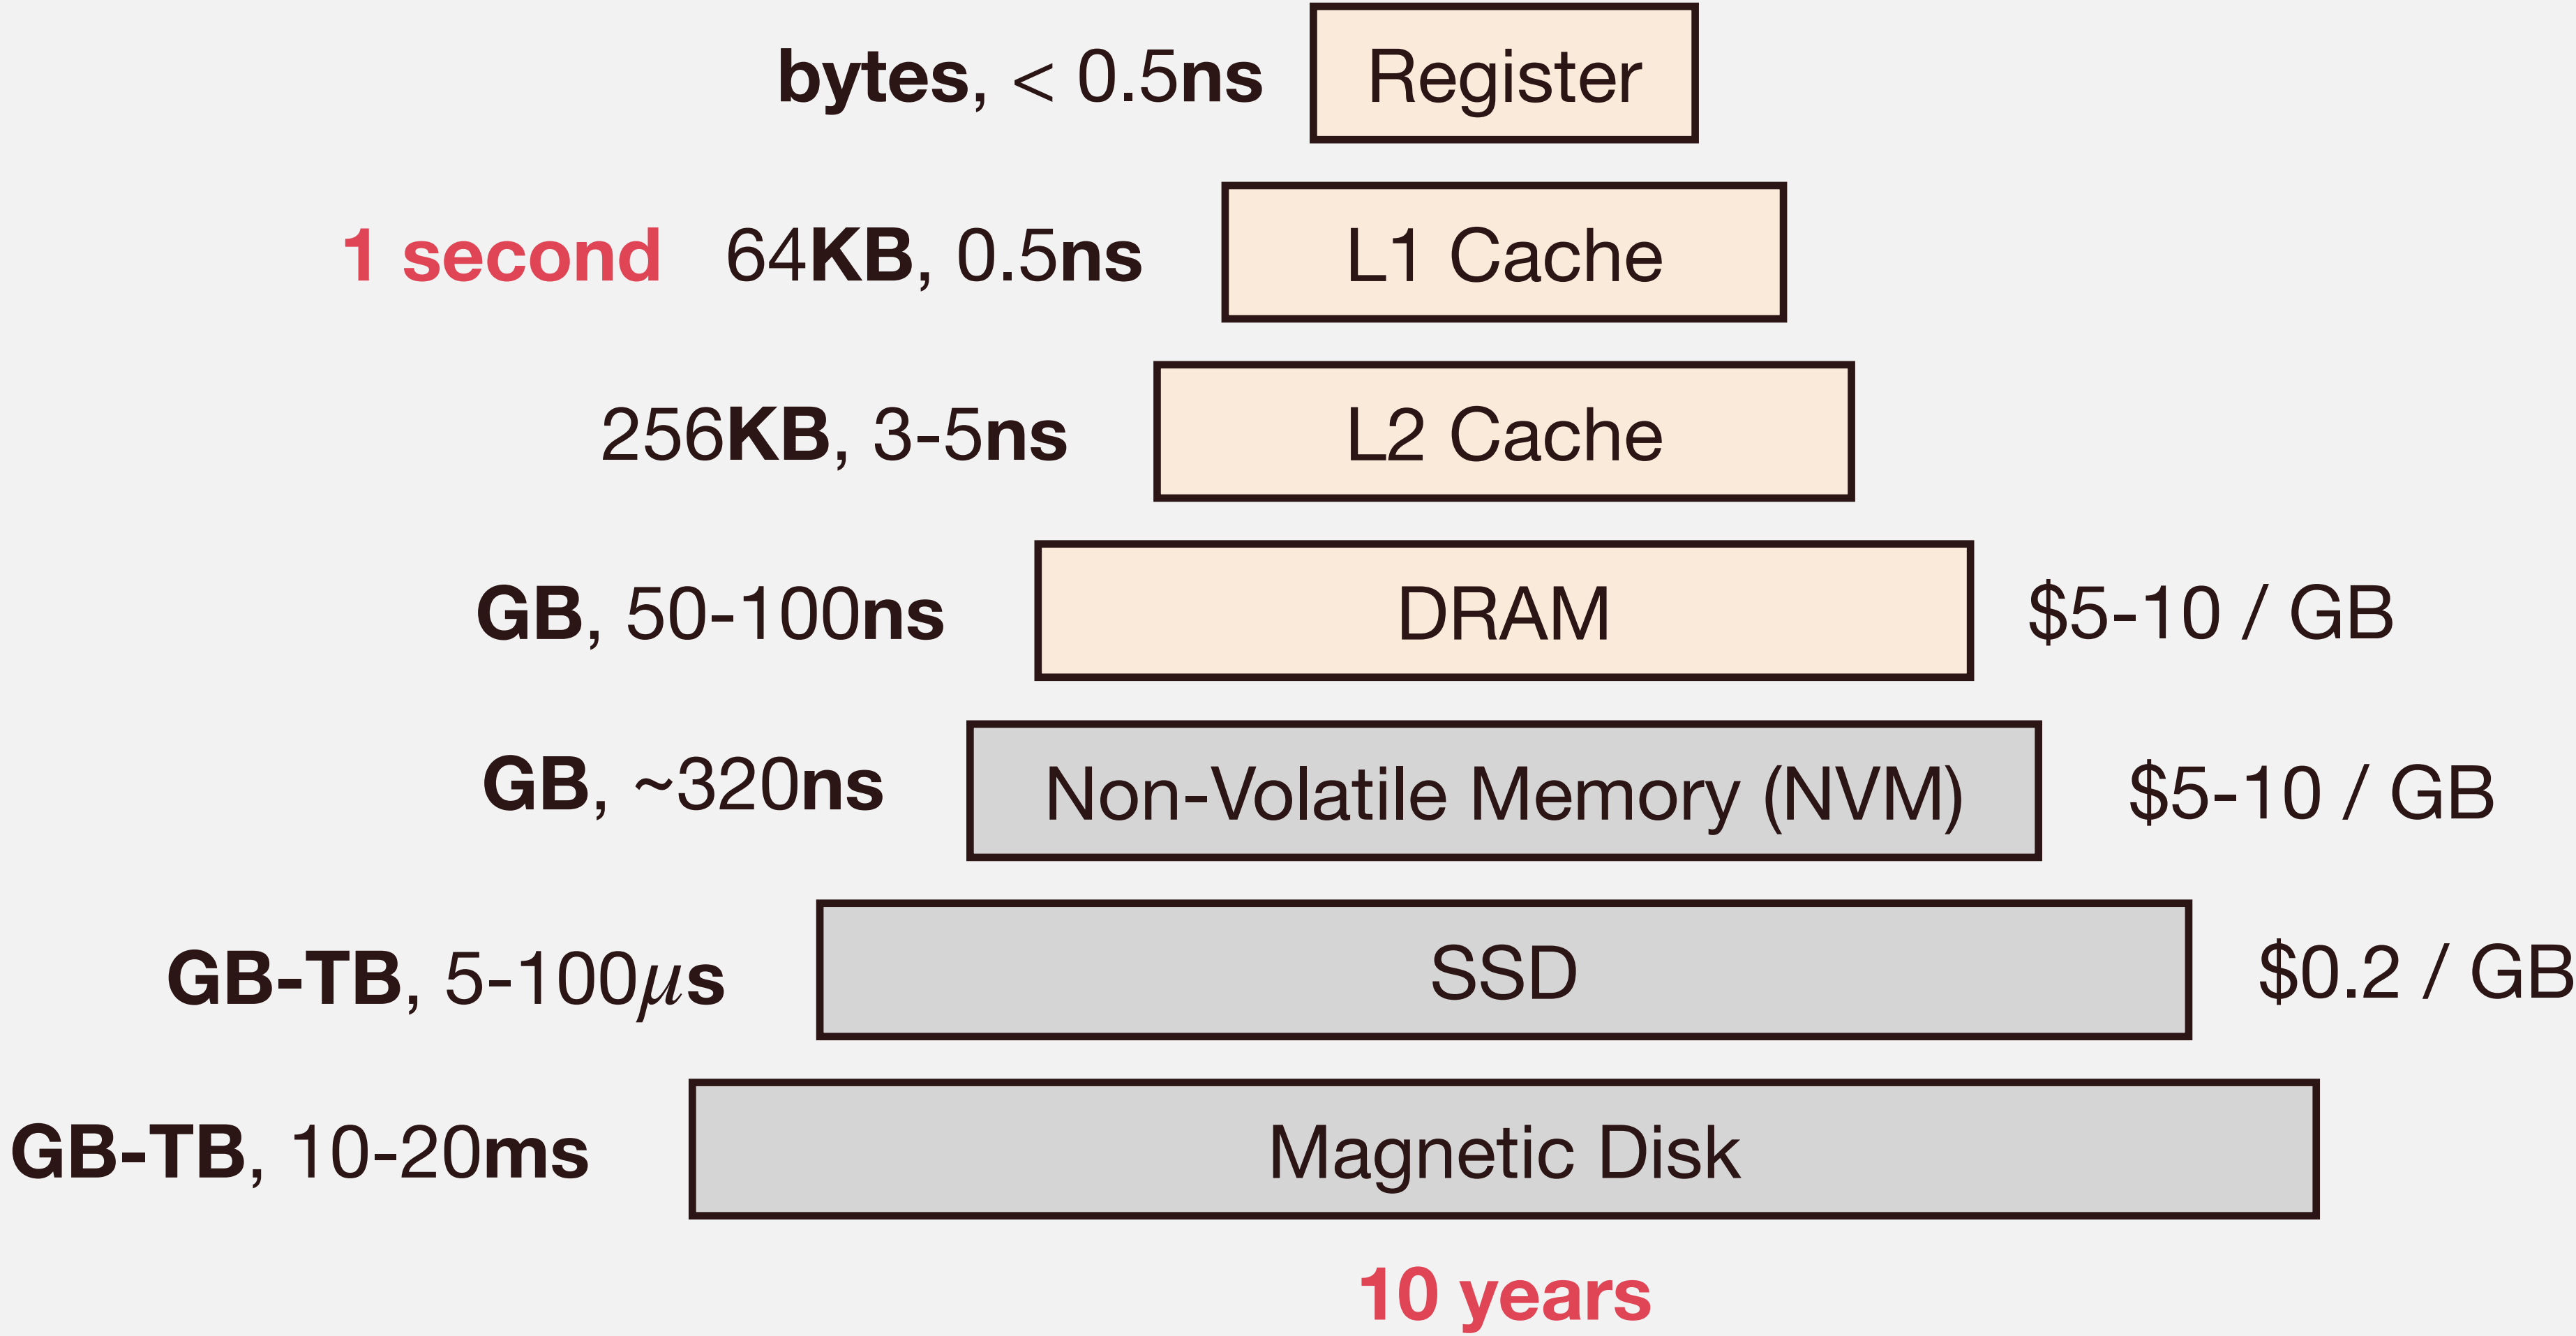 bytes, < 0.5ns Register
1 second 64KB, 0.5ns L1 Cache
256KB, 3-5ns L2 Cache
GB, 50-100ns DRAM $5-10 / GB
GB, ~320ns Non-Volatile Memory (NVM) $5-10 / GB
GB-TB, 5-100μs SSD $0.2 / GB
GB-TB, 10-20ms Magnetic Disk
10 years